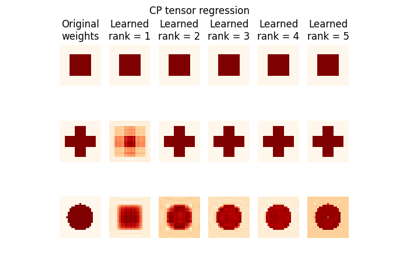 CP tensor regression
Original weights
Learned rank = 1
Learned rank = 2
Learned rank = 3
Learned rank = 4
Learned rank = 5